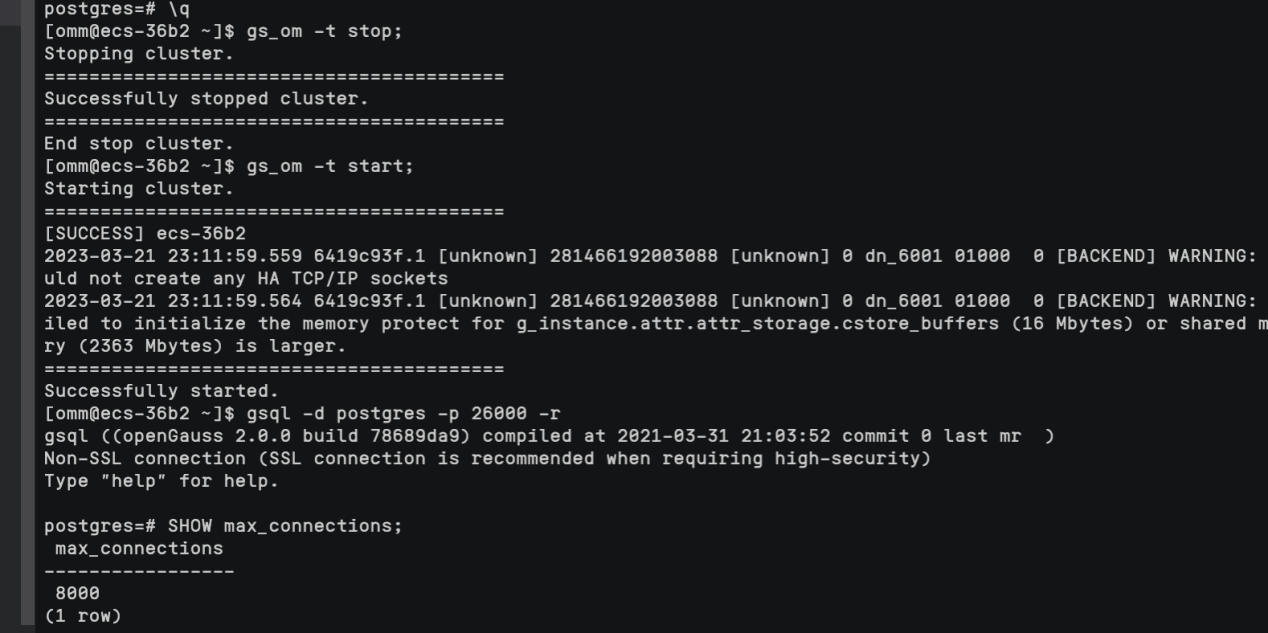 postgres=# \q
[omm@ecs-36b2 ~]$ gs_om -t stop;
Stopping cluster.
=========================================
Successfully stopped cluster.
=========================================
End stop cluster.
[omm@ecs-36b2 ~]$ gs_om -t start;
Starting cluster.
=========================================
[SUCCESS] ecs-36b2
2023-03-21 23:11:59.559 6419c93f.1 [unknown] 281466192003088 [unknown] 0 dn_6001 01000  0 [BACKEND] WARNING:
uld not create any HA TCP/IP sockets
2023-03-21 23:11:59.564 6419c93f.1 [unknown] 281466192003088 [unknown] 0 dn_6001 01000  0 [BACKEND] WARNING:
iled to initialize the memory protect for g_instance.attr.attr_storage.cstore_buffers (16 Mbytes) or shared m
ry (2363 Mbytes) is larger.
=========================================
Successfully started.
[omm@ecs-36b2 ~]$ gsql -d postgres -p 26000 -r
gsql ((openGauss 2.0.0 build 78689da9) compiled at 2021-03-31 21:03:52 commit 0 last mr  )
Non-SSL connection (SSL connection is recommended when requiring high-security)
Type "help" for help.
postgres=# SHOW max_connections;
 max_connections
-----------------
 8000
(1 row)